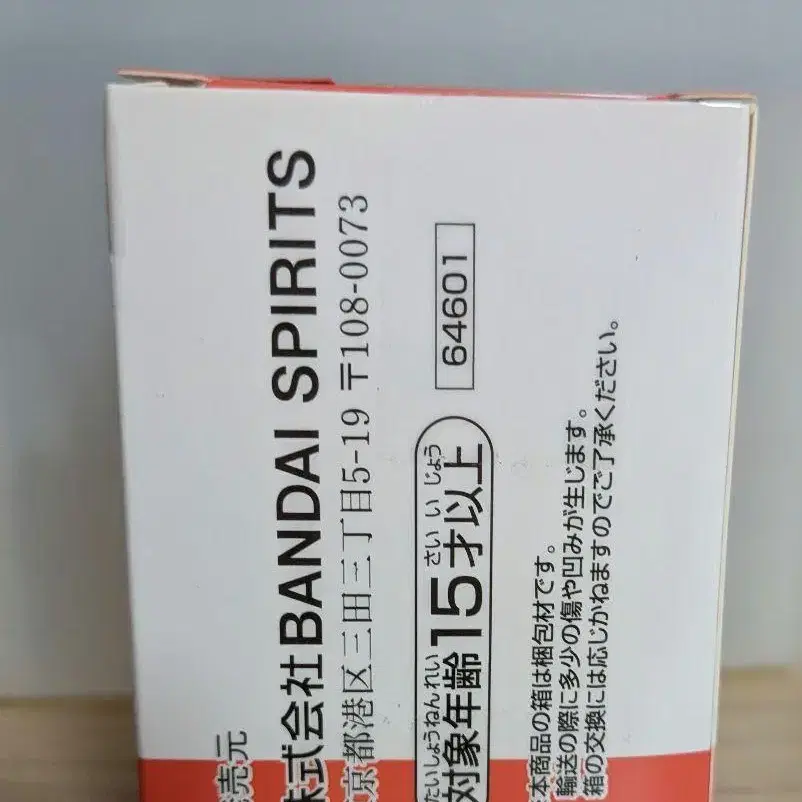 売元
式会社BANDAI SPIRITS
京都港区三田三丁目5-19 〒108-0073
64601
たいしょうねんれい さい い じょう
対象年齢15才以上
本商品の箱は梱包材です。
輸送の際に多少の傷や凹みが生じます。
箱の交換には応じかねますのでご了承ください。